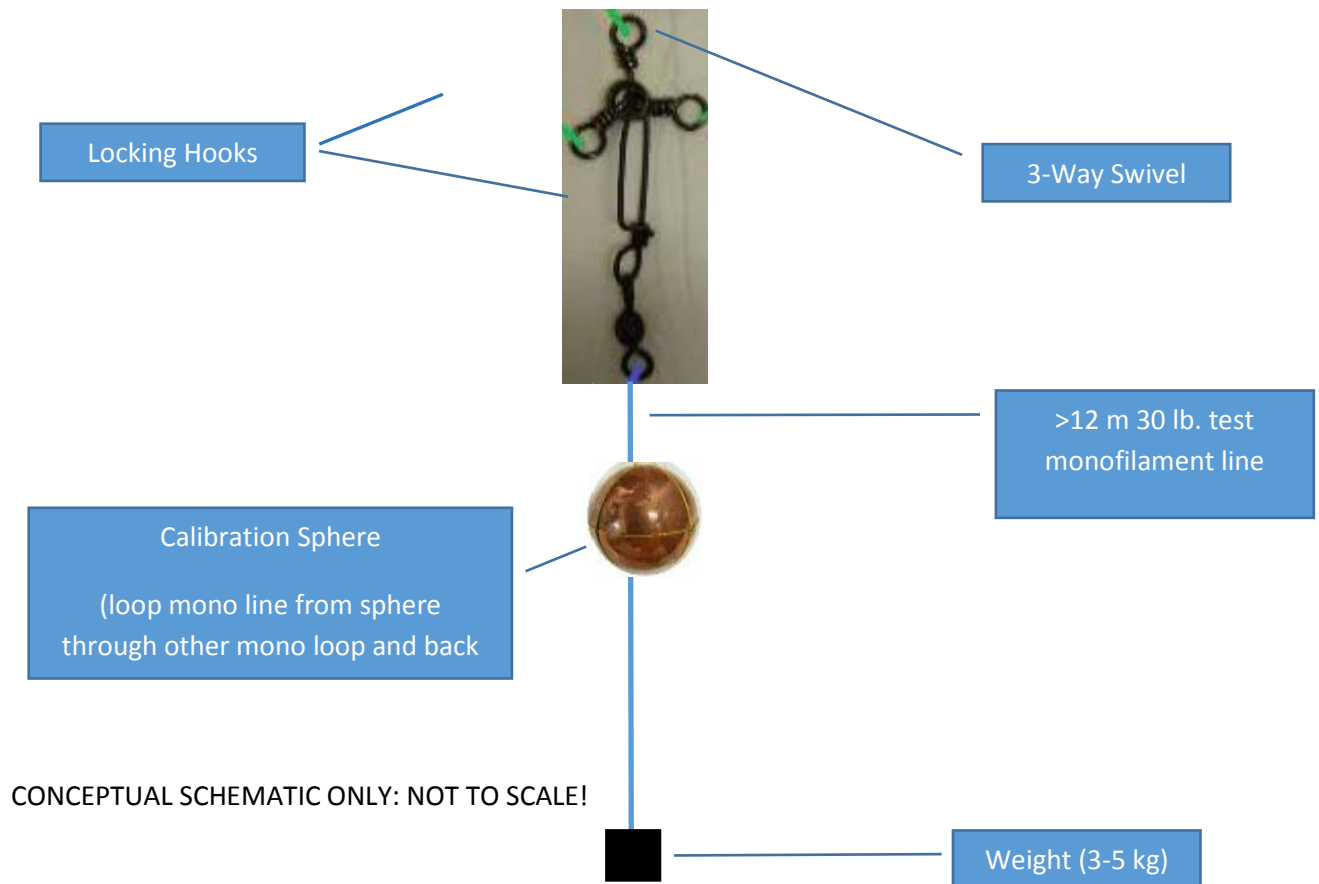 Locking Hooks
3-Way Swivel
>12 m 30 lb. test
monofilament line
Calibration Sphere
(loop mono line from sphere
through other mono loop and back
CONCEPTUAL SCHEMATIC ONLY: NOT TO SCALE!
Weight (3-5 kg)